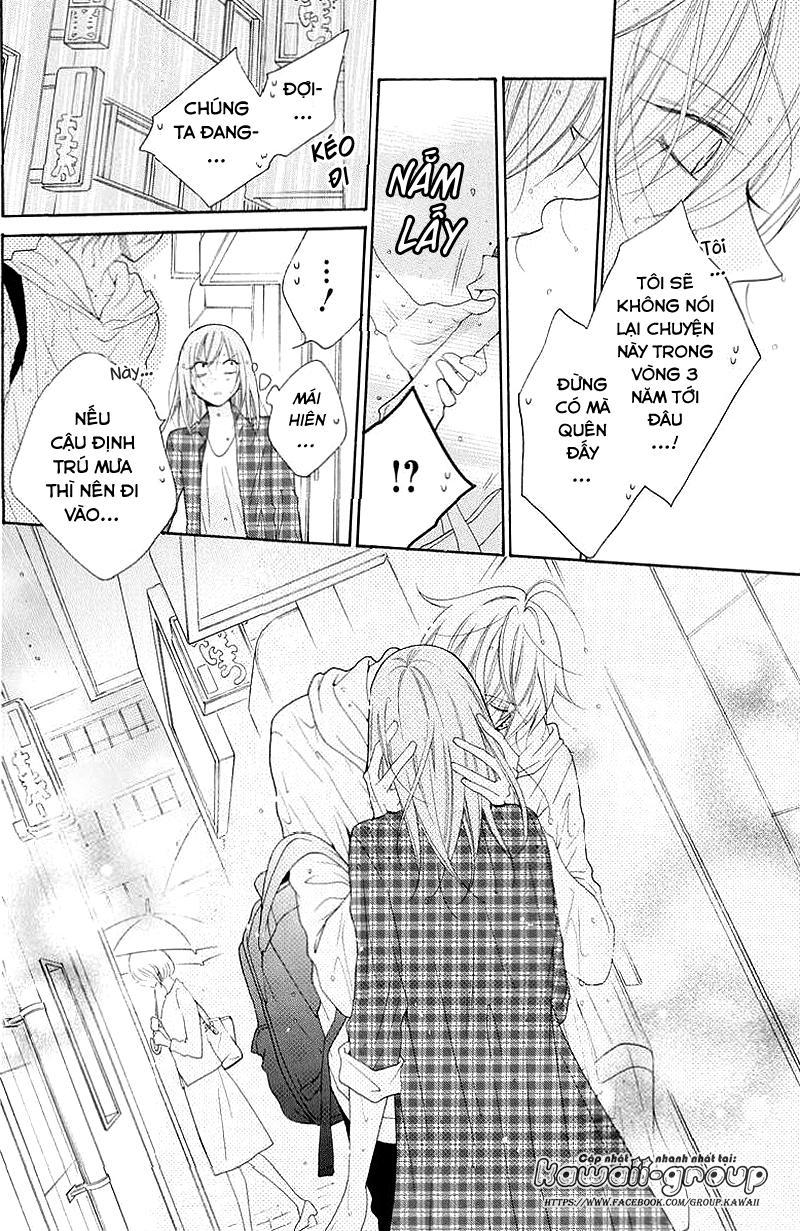 Tôi
...
TÔI SẼ
KHÔNG NÓI
LẠI CHUYỆN
NÀY TRONG
VÒNG 3
NĂM TỚI
ĐÂU
...!
ĐỪNG
CÓ MÀ
QUÊN
ĐẤY
...
NẮM
LẤY
!?
ĐỢI-
...
CHÚNG
TA ĐANG-
...
KÉO
ĐI
...!
MÁI
HIÊN
Này...
NẾU
CẬU ĐỊNH
TRÚ MƯA
THÌ NÊN ĐI
VÀO...
Cập nhật nhanh nhất tại:
Kawaii-group
HTTPS://WWW.FACEBOOK.COM/GROUP.KAWAII